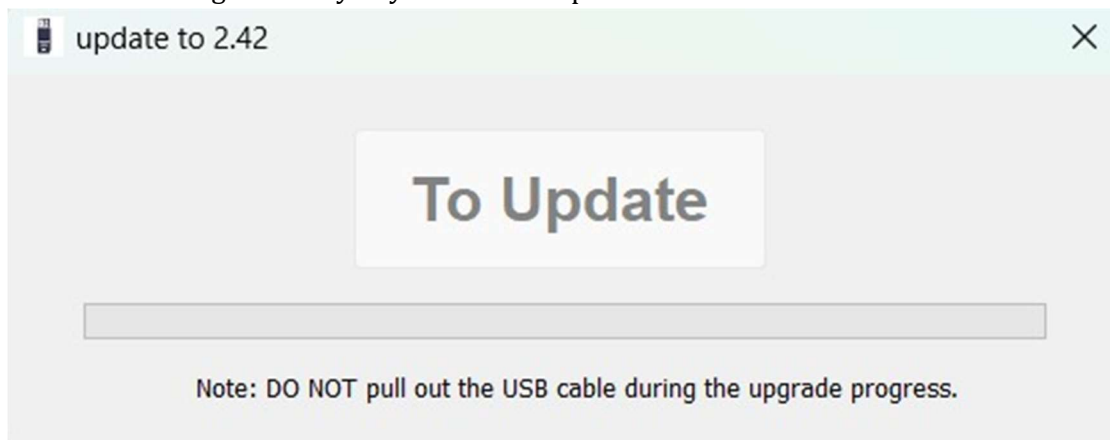 update to 2.42
To Update
Note: DO NOT pull out the USB cable during the upgrade progress.